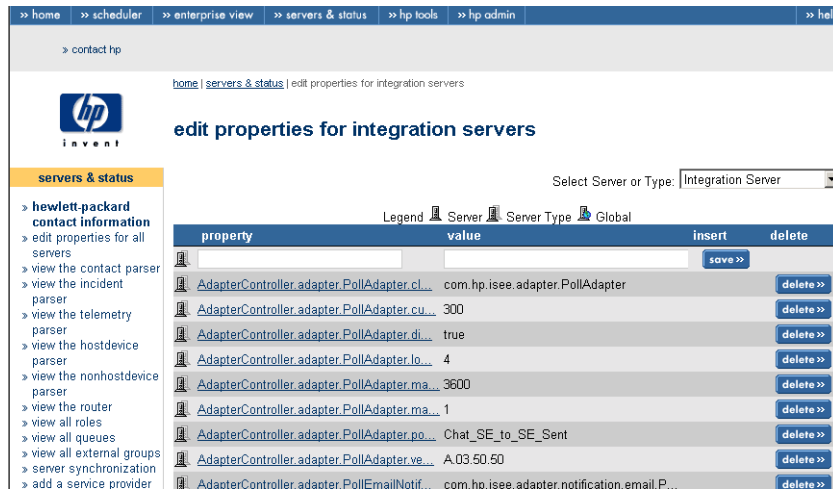 » home » scheduler » enterprise view » servers & status » hp tools » hp admin » hel
» contact hp
home | servers & status | edit properties for integration servers
hp
invent
edit properties for integration servers
servers & status
Select Server or Type: Integration Server
» hewlett-packard
contact information
» edit properties for all
servers
» view the contact parser
» view the incident
parser
» view the telemetry
parser
» view the hostdevice
parser
» view the nonhostdevice
parser
» view the router
» view all roles
» view all queues
» view all external groups
» server synchronization
» add a service provider
Legend Server Server Type Global
property value insert delete
save »
AdapterController.adapter.PollAdapter.cl... com.hp.isee.adapter.PollAdapter delete »
AdapterController.adapter.PollAdapter.cu... 300 delete »
AdapterController.adapter.PollAdapter.di... true delete »
AdapterController.adapter.PollAdapter.lo... 4 delete »
AdapterController.adapter.PollAdapter.ma... 3600 delete »
AdapterController.adapter.PollAdapter.ma... 1 delete »
AdapterController.adapter.PollAdapter.po... Chat_SE_to_SE_Sent delete »
AdapterController.adapter.PollAdapter.ve... A.03.50.50 delete »
AdapterController.adapter.PollEmailNotif... com.hp.isee.adapter.notification.email.P... delete »